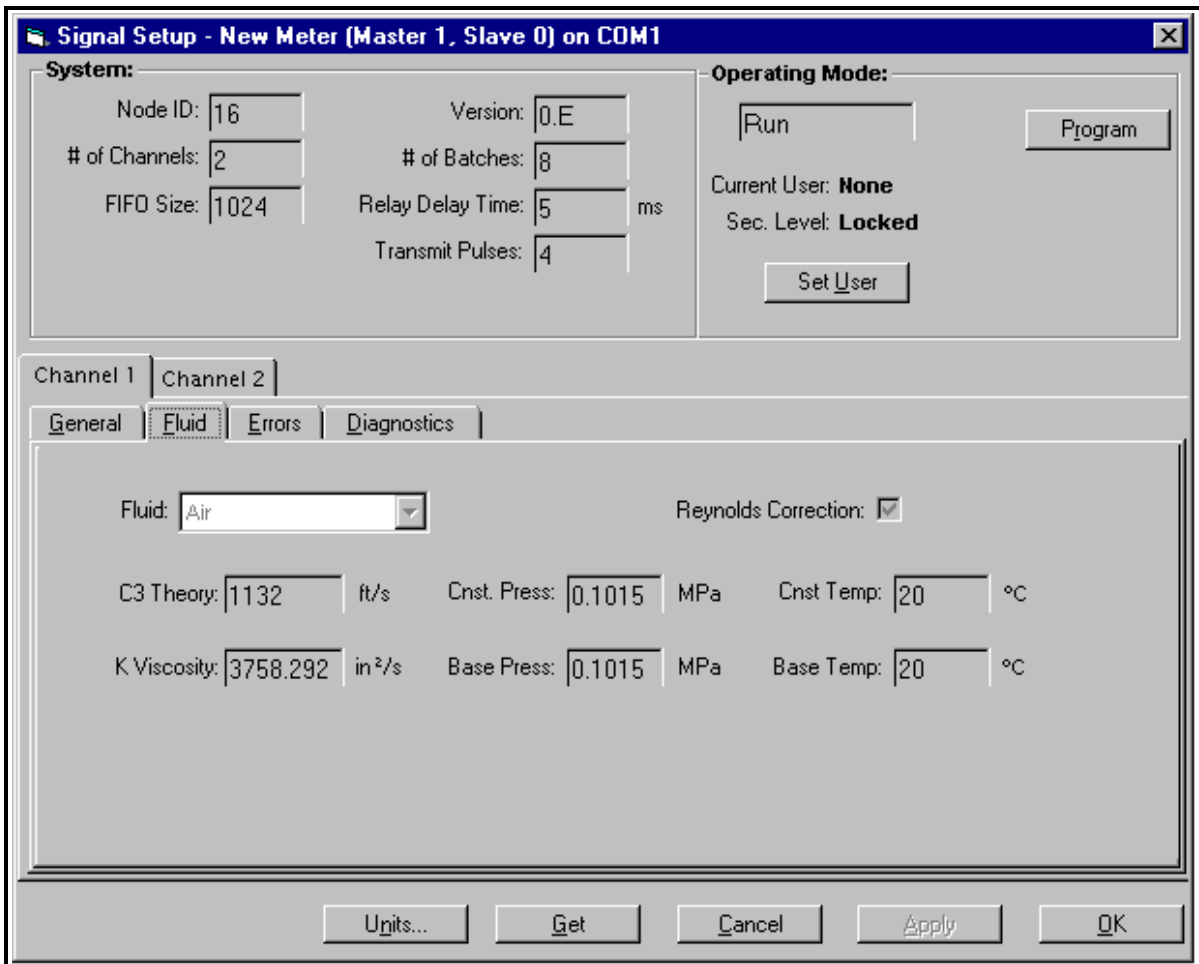 Signal Setup - New Meter (Master 1, Slave 0) on COM1
System:
Node ID: 16
Version: 0.E
# of Channels: 2
# of Batches: 8
FIFO Size: 1024
Relay Delay Time: 5 ms
Transmit Pulses: 4
Operating Mode:
Run
Program
Current User: None
Sec. Level: Locked
Set User
Channel 1
Channel 2
General
Fluid
Errors
Diagnostics
Fluid: Air
Reynolds Correction:
C3 Theory: 1132 ft/s
Cnst. Press: 0.1015 MPa
Cnst Temp: 20 °C
K Viscosity: 3758.292 in²/s
Base Press: 0.1015 MPa
Base Temp: 20 °C
Units...
Get
Cancel
Apply
OK